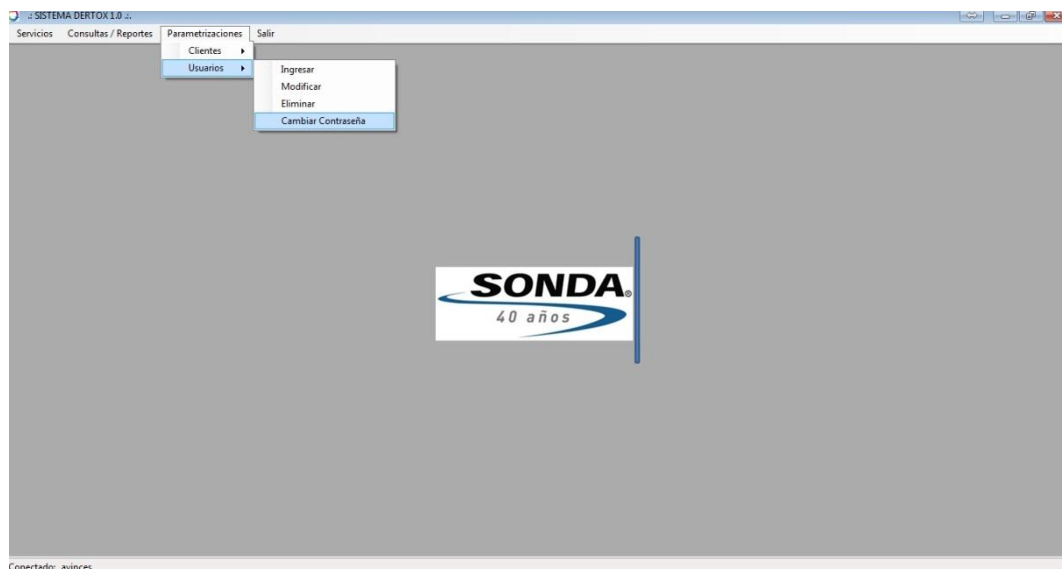 .: SISTEMA DERTOX 1.0 :.
Servicios Consultas / Reportes Parametrizaciones Salir
Clientes
Usuarios
Ingresar
Modificar
Eliminar
Cambiar Contraseña
SONDA®
40 años
Conectado: avinces